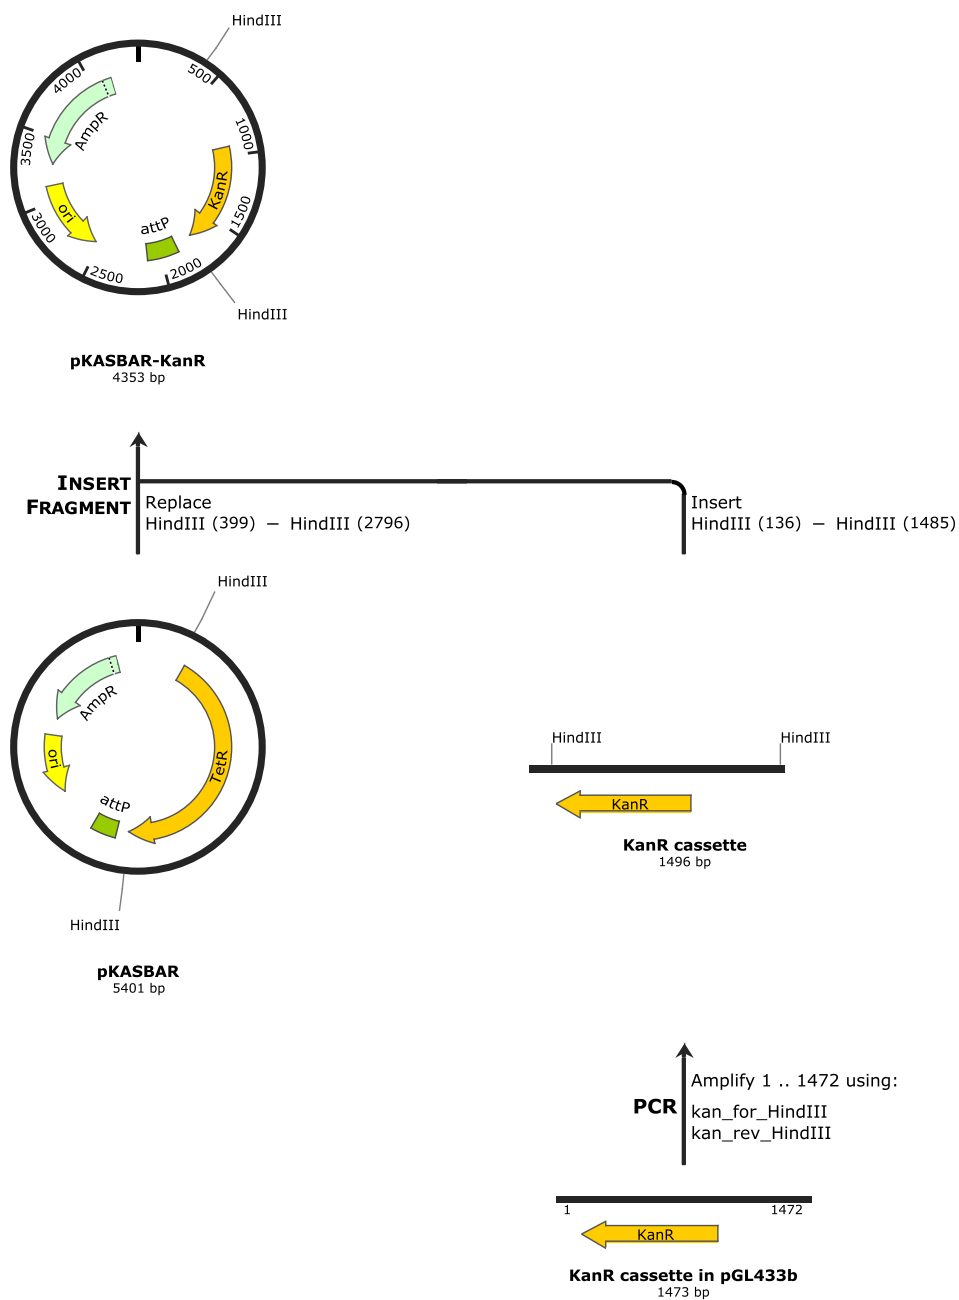 HindIII
4000
500
AmpR
3500
1000
KanR
ori
attP
3000
1500
2500
2000
HindIII
pKASBAR-KanR
4353 bp
INSERT
FRAGMENT
Replace
HindIII (399) – HindIII (2796)
Insert
HindIII (136) – HindIII (1485)
HindIII
AmpR
ori
TetR
attP
HindIII
pKASBAR
5401 bp
HindIII
HindIII
KanR
KanR cassette
1496 bp
PCR
Amplify 1 .. 1472 using:
kan_for_HindIII
kan_rev_HindIII
1
1472
KanR
KanR cassette in pGL433b
1473 bp